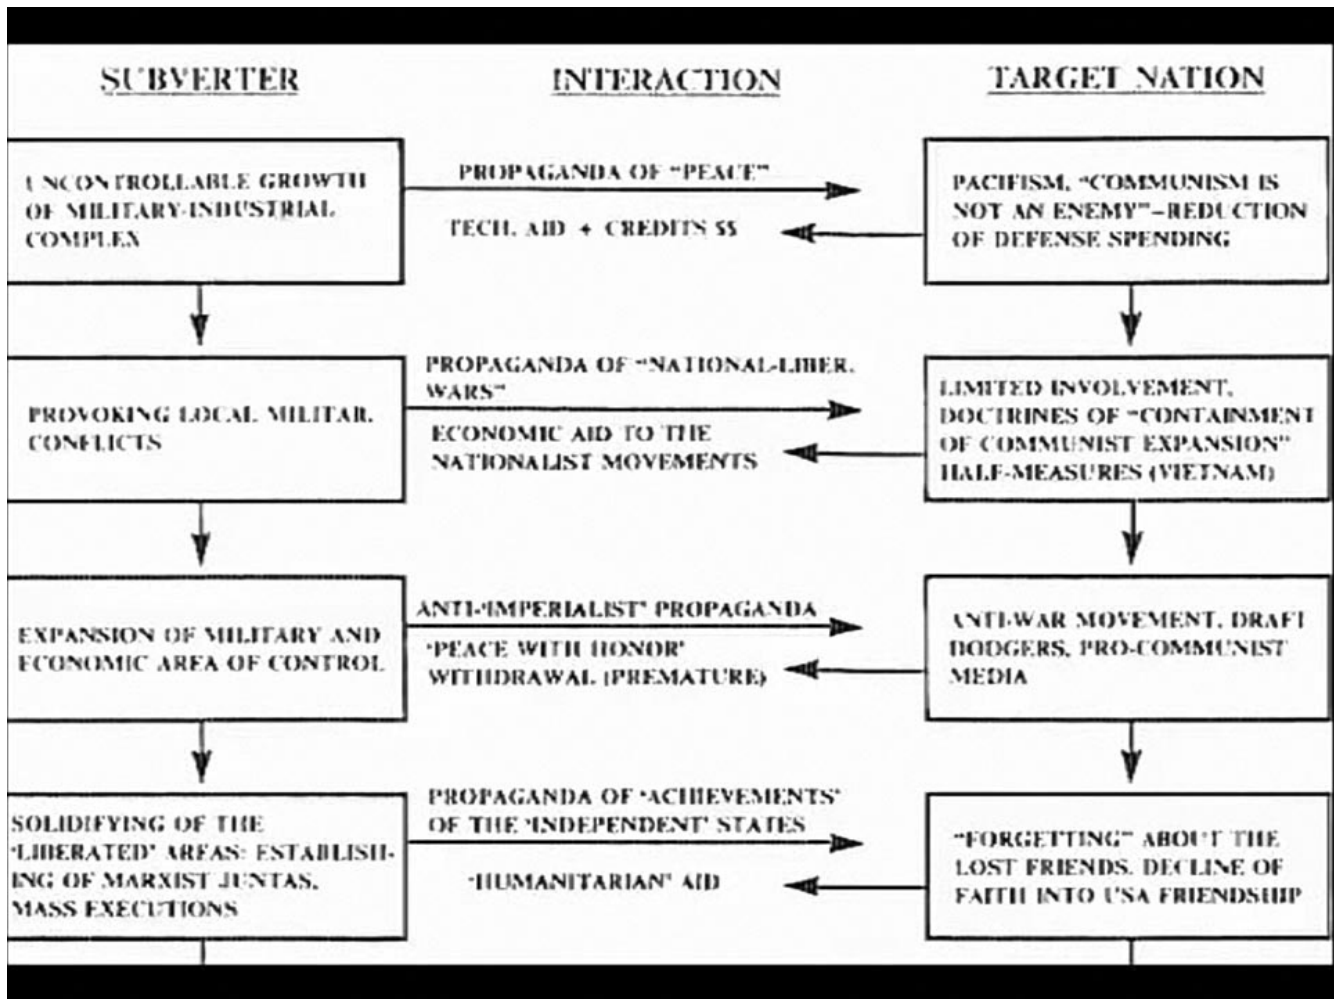 SUBVERTER
INTERACTION
TARGET NATION
UNCONTROLLABLE GROWTH
OF MILITARY-INDUSTRIAL
COMPLEX
PROPAGANDA OF "PEACE"
TECH. AID + CREDITS $$
PACIFISM, "COMMUNISM IS
NOT AN ENEMY"–REDUCTION
OF DEFENSE SPENDING
PROVOKING LOCAL MILITAR.
CONFLICTS
PROPAGANDA OF "NATIONAL-LIBER.
WARS"
ECONOMIC AID TO THE
NATIONALIST MOVEMENTS
LIMITED INVOLVEMENT,
DOCTRINES OF "CONTAINMENT
OF COMMUNIST EXPANSION"
HALF-MEASURES (VIETNAM)
EXPANSION OF MILITARY AND
ECONOMIC AREA OF CONTROL
ANTI-'IMPERIALIST' PROPAGANDA
'PEACE WITH HONOR'
WITHDRAWAL (PREMATURE)
ANTI-WAR MOVEMENT, DRAFT
DODGERS, PRO-COMMUNIST
MEDIA
SOLIDIFYING OF THE
'LIBERATED' AREAS: ESTABLISH-
ING OF MARXIST JUNTAS,
MASS EXECUTIONS
PROPAGANDA OF 'ACHIEVEMENTS'
OF THE 'INDEPENDENT' STATES
'HUMANITARIAN' AID
"FORGETTING" ABOUT THE
LOST FRIENDS. DECLINE OF
FAITH INTO USA FRIENDSHIP